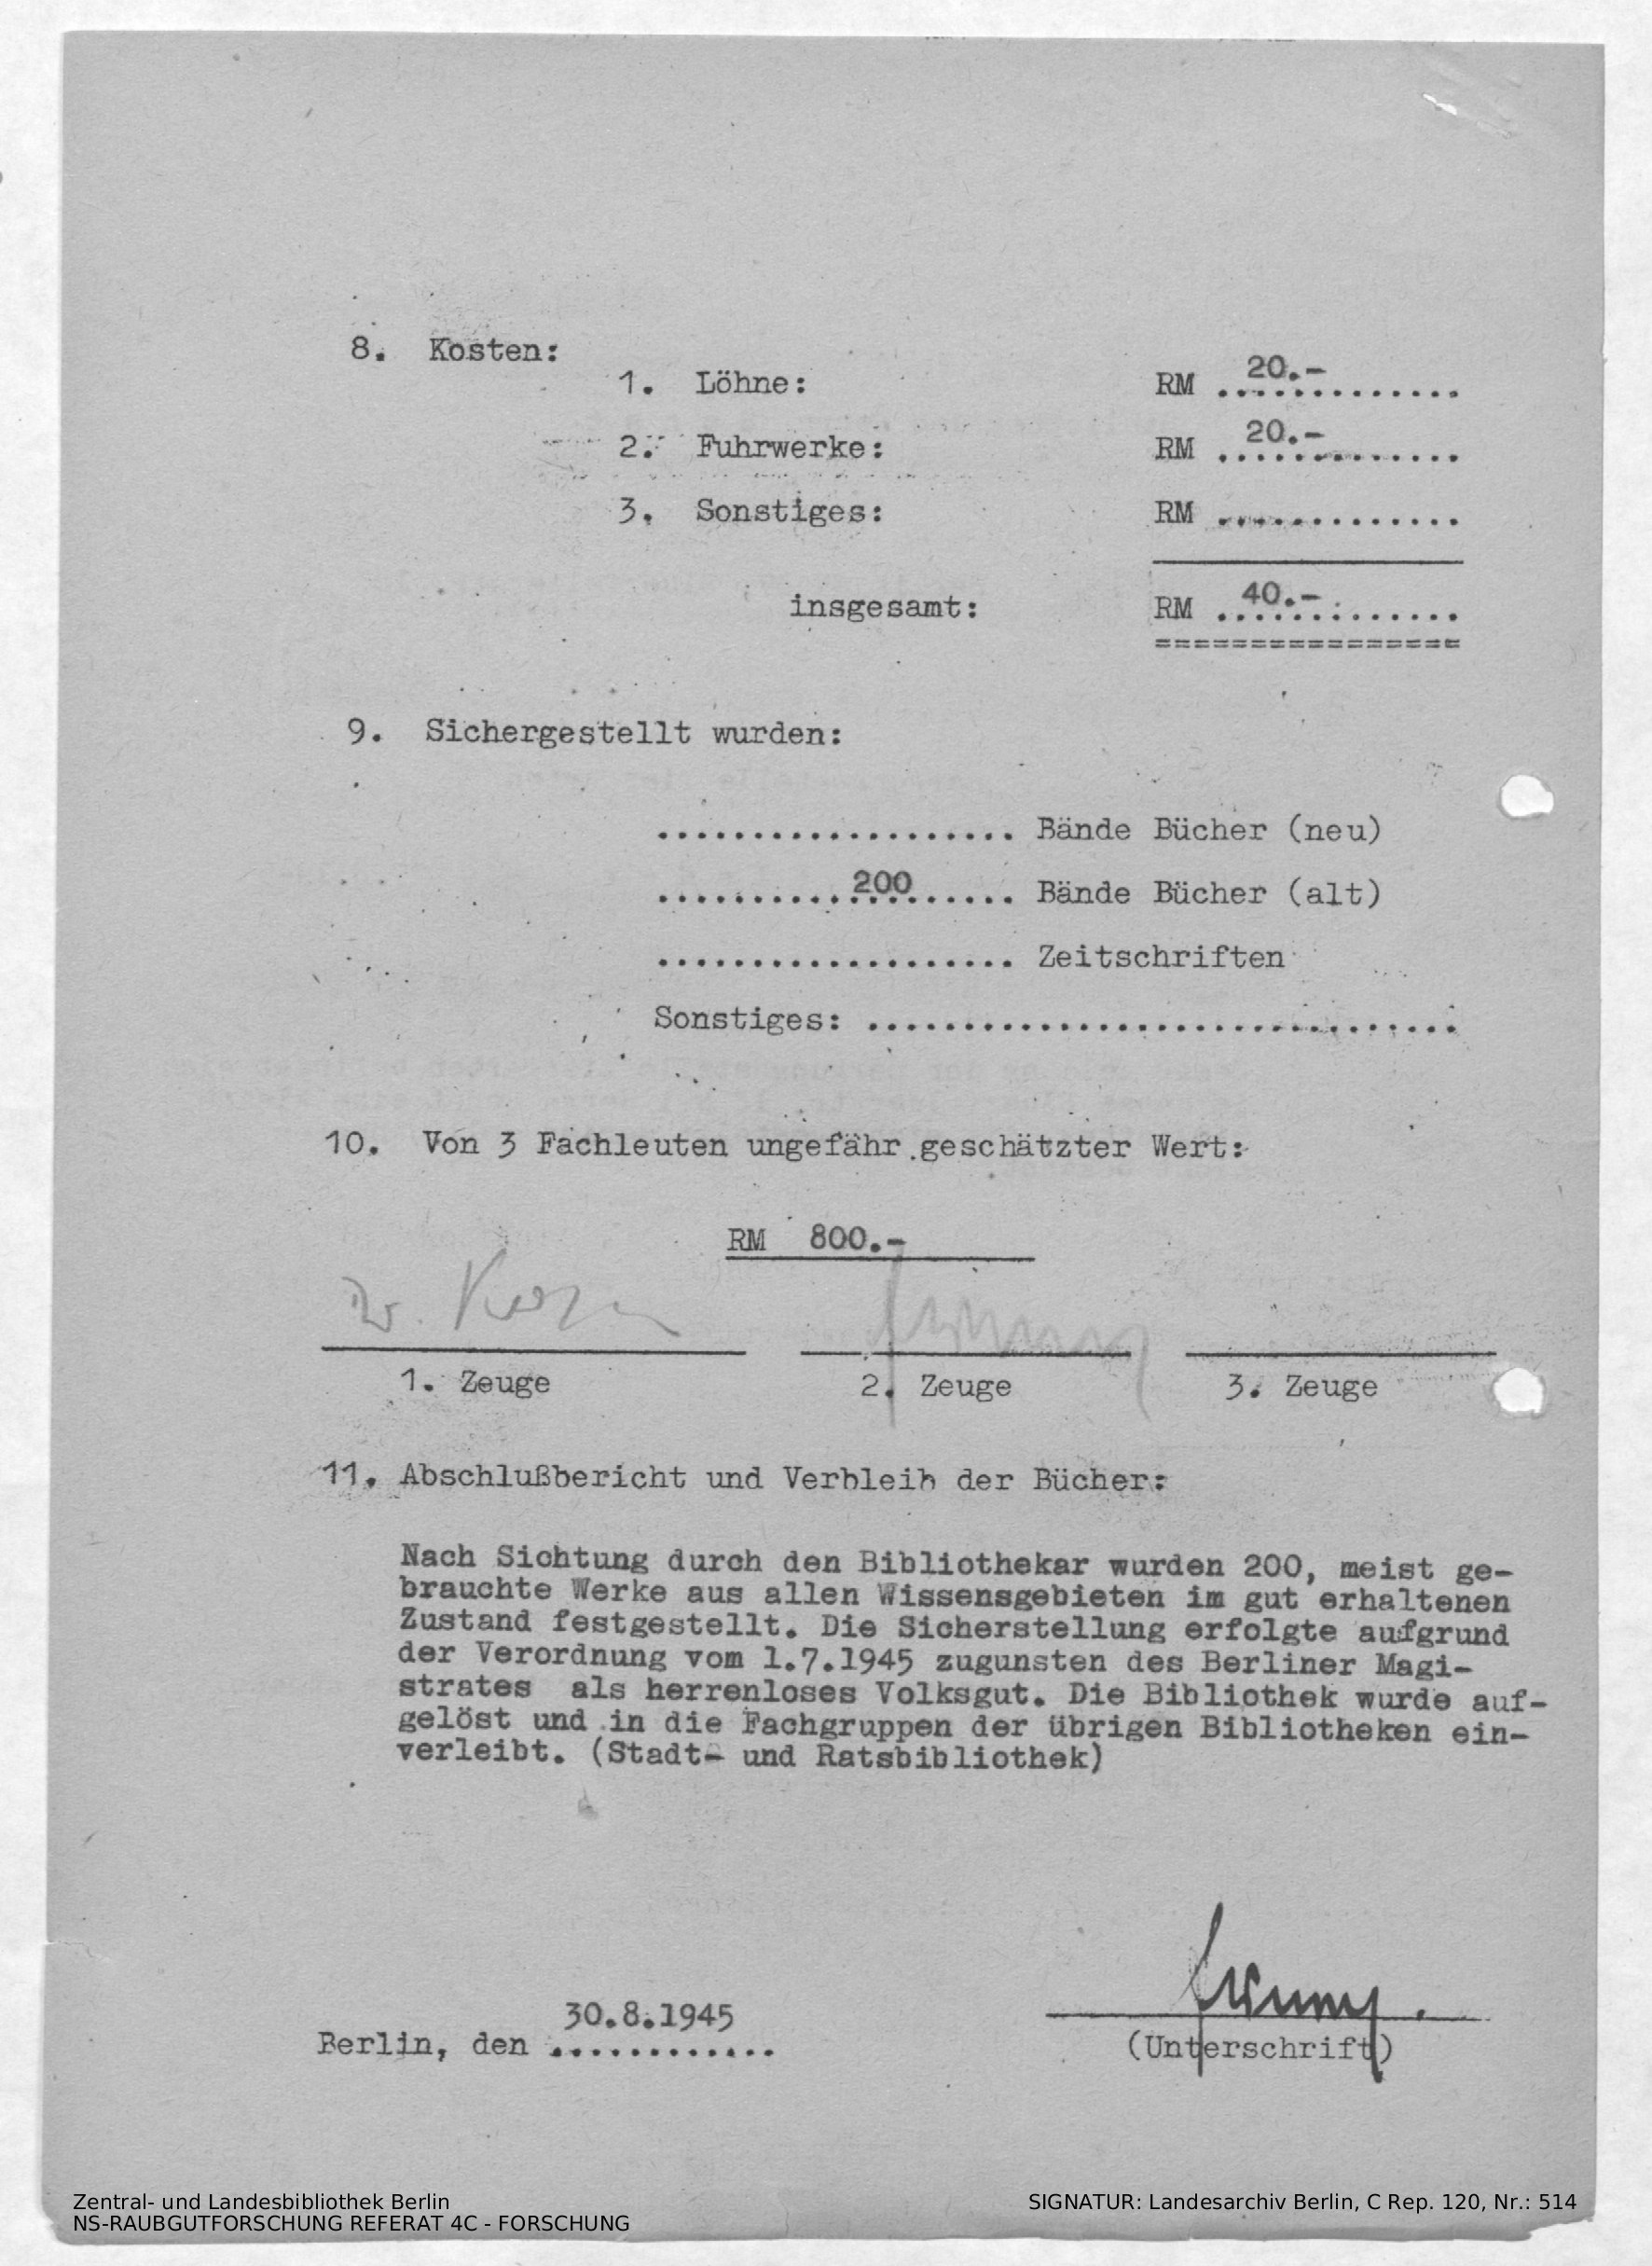 8. Kosten:
1. Löhne: RM 20.-
2. Fuhrwerke: RM 20.-
3. Sonstiges: RM .............
insgesamt: RM 40.-
================
9. Sichergestellt wurden:
................... Bände Bücher (neu)
..........200...... Bände Bücher (alt)
................... Zeitschriften
Sonstiges: ...............................
10. Von 3 Fachleuten ungefähr geschätzter Wert:
RM 800.-
Dr.
1. Zeuge 2. Zeuge 3. Zeuge
11. Abschlußbericht und Verbleib der Bücher:
Nach Sichtung durch den Bibliothekar wurden 200, meist ge-
brauchte Werke aus allen Wissensgebieten im gut erhaltenen
Zustand festgestellt. Die Sicherstellung erfolgte aufgrund
der Verordnung vom 1.7.1945 zugunsten des Berliner Magi-
strates als herrenloses Volksgut. Die Bibliothek wurde auf-
gelöst und in die Fachgruppen der übrigen Bibliotheken ein-
verleibt. (Stadt- und Ratsbibliothek)
30.8.1945
Berlin, den ............
(Unterschrift)
Zentral- und Landesbibliothek Berlin
NS-RAUBGUTFORSCHUNG REFERAT 4C - FORSCHUNG
SIGNATUR: Landesarchiv Berlin, C Rep. 120, Nr.: 514